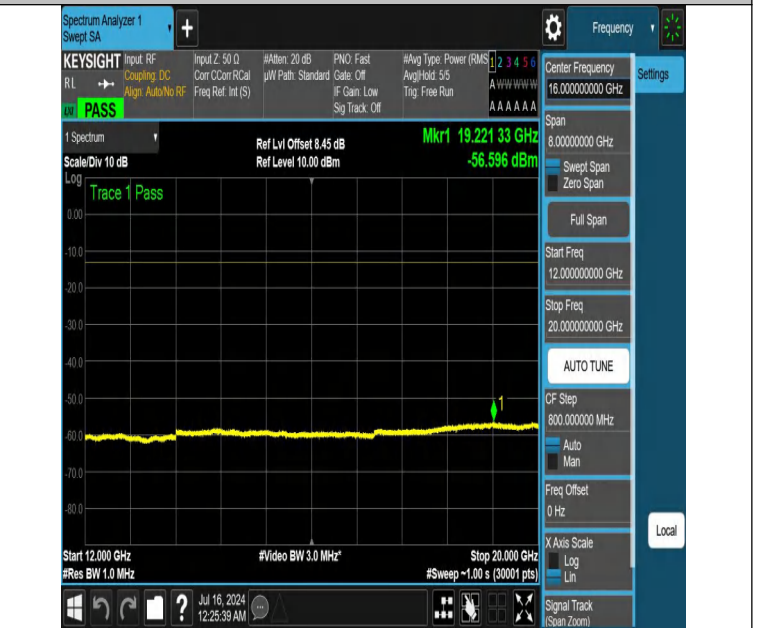 Spectrum Analyzer 1
Swept SA
+
Frequency
KEYSIGHT
RL
PASS
Input: RF
Coupling: DC
Align: Auto/No RF
Input Z: 50 Ω
Corr CCorr RCal
Freq Ref: Int (S)
#Atten: 20 dB
µW Path: Standard
PNO: Fast
Gate: Off
IF Gain: Low
Sig Track: Off
#Avg Type: Power (RMS
Avg|Hold: 5/5
Trig: Free Run
1 2 3 4 5 6
A W W W W W
A A A A A A
1 Spectrum
Scale/Div 10 dB
Ref Lvl Offset 8.45 dB
Ref Level 10.00 dBm
Mkr1 19.221 33 GHz
-56.596 dBm
Log
Trace 1 Pass
0.00
-10.0
-20.0
-30.0
-40.0
-50.0
-60.0
-70.0
-80.0
1
Start 12.000 GHz
#Res BW 1.0 MHz
#Video BW 3.0 MHz*
Stop 20.000 GHz
#Sweep ~1.00 s (30001 pts)
Center Frequency
16.000000000 GHz
Settings
Span
8.00000000 GHz
Swept Span
Zero Span
Full Span
Start Freq
12.000000000 GHz
Stop Freq
20.000000000 GHz
AUTO TUNE
CF Step
800.000000 MHz
Auto
Man
Freq Offset
0 Hz
X Axis Scale
Log
Lin
Local
Signal Track
(Span Zoom)
?
Jul 16, 2024
12:25:39 AM